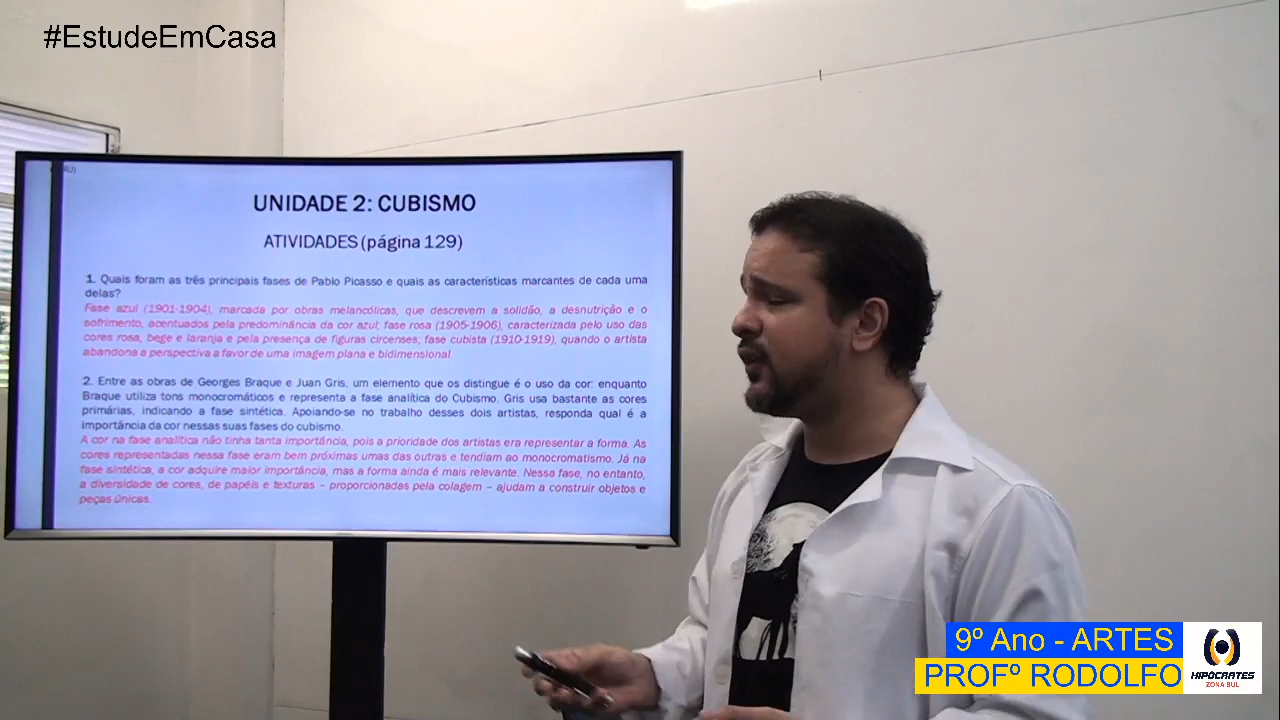 #EstudeEmCasa
UNIDADE 2: CUBISMO
ATIVIDADES (página 129)
1. Quais foram as três principais fases de Pablo Picasso e quais as características marcantes de cada uma
delas?
Fase azul (1901-1904), marcada por obras melancólicas, que descrevem a solidão, a desnutrição e o
sofrimento, acentuados pela predominância da cor azul; fase rosa (1905-1906), caracterizada pelo uso das
cores rosa, bege e laranja e pela presença de figuras circenses; fase cubista (1910-1919), quando o artista
abandona a perspectiva a favor de uma imagem plana e bidimensional.
2. Entre as obras de Georges Braque e Juan Gris, um elemento que os distingue é o uso da cor: enquanto
Braque utiliza tons monocromáticos e representa a fase analítica do Cubismo. Gris usa bastante as cores
primárias, indicando a fase sintética. Apoiando-se no trabalho desses dois artistas, responda qual é a
importância da cor nessas suas fases do cubismo.
A cor na fase analítica não tinha tanta importância, pois a prioridade dos artistas era representar a forma. As
cores representadas nessa fase eram bem próximas umas das outras e tendiam ao monocromatismo. Já na
fase sintética, a cor adquire maior importância, mas a forma ainda é mais relevante. Nessa fase, no entanto,
a diversidade de cores, de papéis e texturas – proporcionadas pela colagem – ajudam a construir objetos e
peças únicas.
9º Ano - ARTES
PROFº RODOLFO
HIPÓCRATES
ZONA SUL